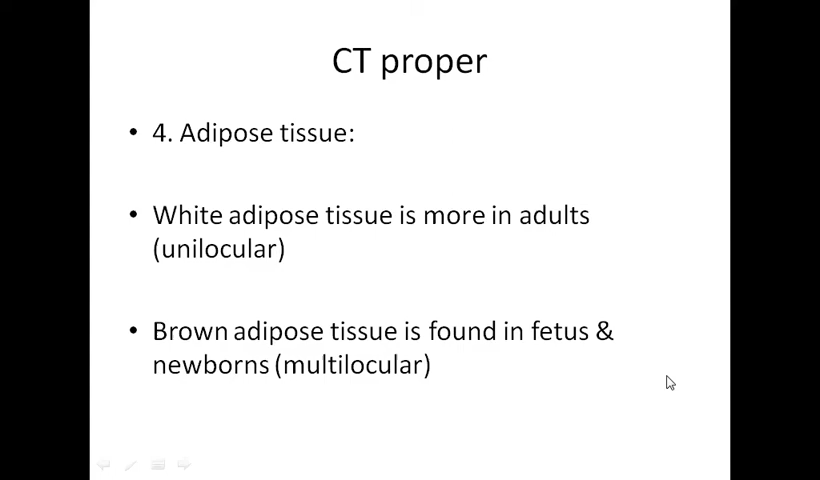 CT proper
• 4. Adipose tissue:
• White adipose tissue is more in adults
(unilocular)
• Brown adipose tissue is found in fetus &
newborns (multilocular)